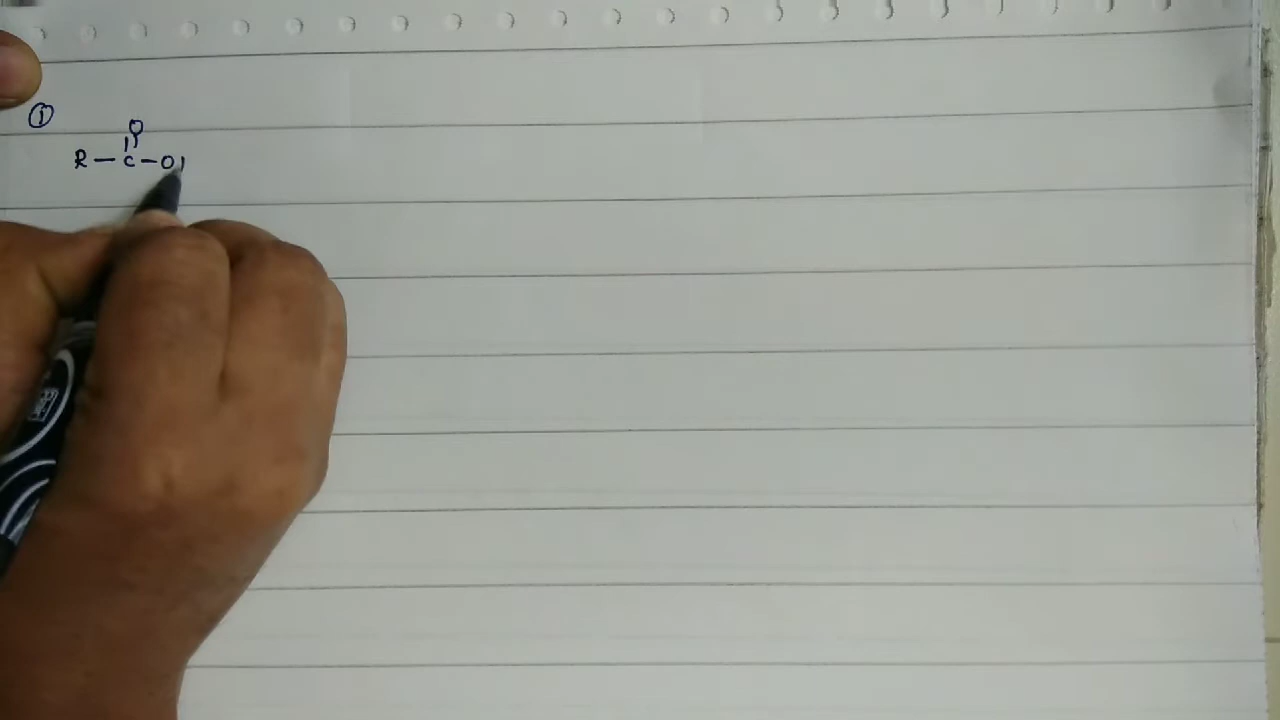 ①
O
R — C — O